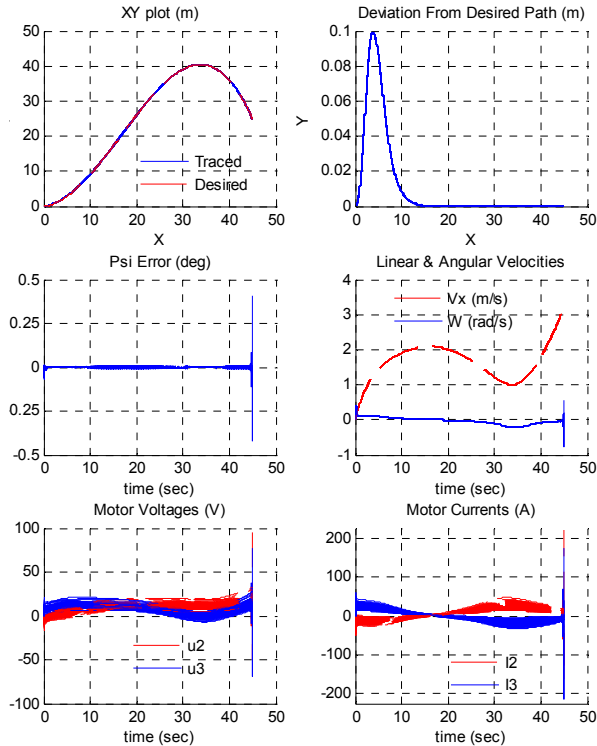 XY plot (m)
50
40
30
20
10
0
Traced
Desired
0 10 20 30 40 50
X
Deviation From Desired Path (m)
0.1
0.08
0.06
0.04
0.02
0
Y
0 10 20 30 40 50
X
Psi Error (deg)
0.5
0.25
0
0.25
-0.5
0 10 20 30 40 50
time (sec)
Linear & Angular Velocities
4
3
2
1
0
-1
Vx (m/s)
W (rad/s)
0 10 20 30 40 50
time (sec)
Motor Voltages (V)
100
50
0
-50
-100
u2
u3
0 10 20 30 40 50
time (sec)
Motor Currents (A)
200
100
0
-100
-200
I2
I3
0 10 20 30 40 50
time (sec)